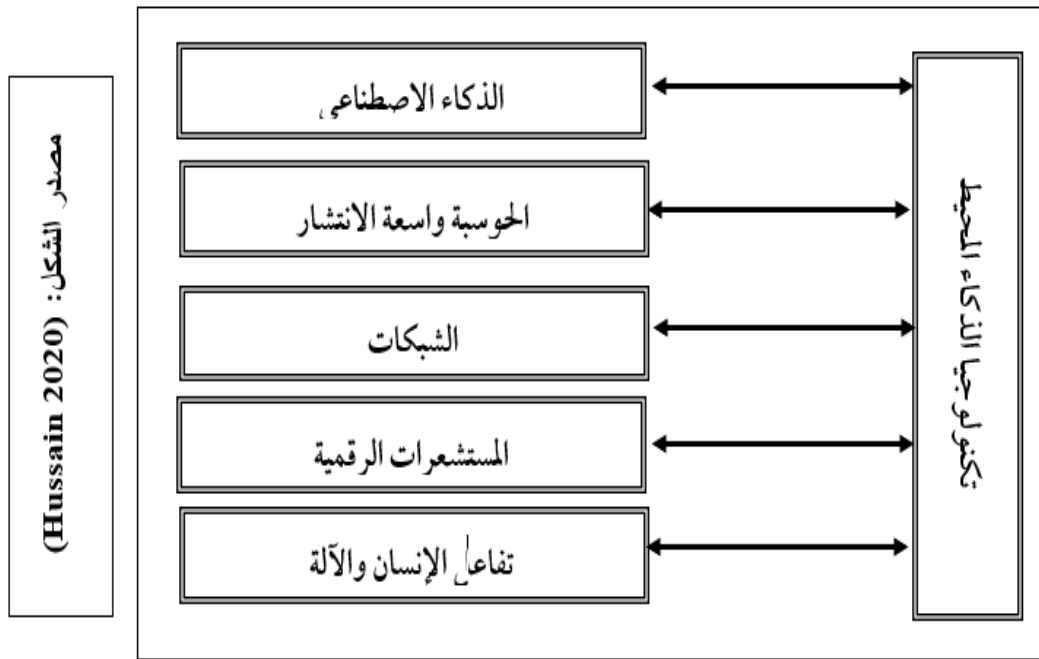 تكنولوجيا الذكاء المحيط
الذكاء الاصطناعي
الحوسبة واسعة الانتشار
الشبكات
المستشعرات الرقمية
تفاعل الإنسان والآلة
مصدر الشكل: (Hussain 2020)